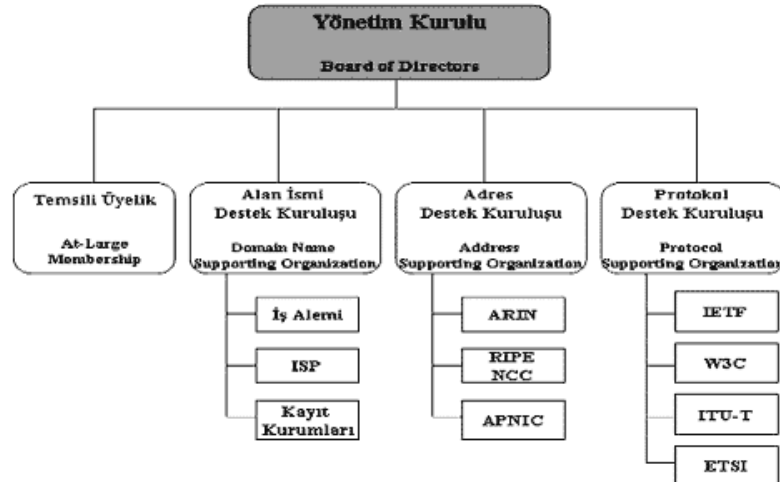 Yönetim Kurulu
Board of Directors
Temsili Üyelik
At-Large
Membership
Alan İsmi
Destek Kuruluşu
Domain Name
Supporting Organization
İş Alemi
ISP
Kayıt
Kurumları
Adres
Destek Kuruluşu
Address
Supporting Organization
ARIN
RIPE
NCC
APNIC
Protokol
Destek Kuruluşu
Protocol
Supporting Organization
IETF
W3C
ITU-T
ETSI